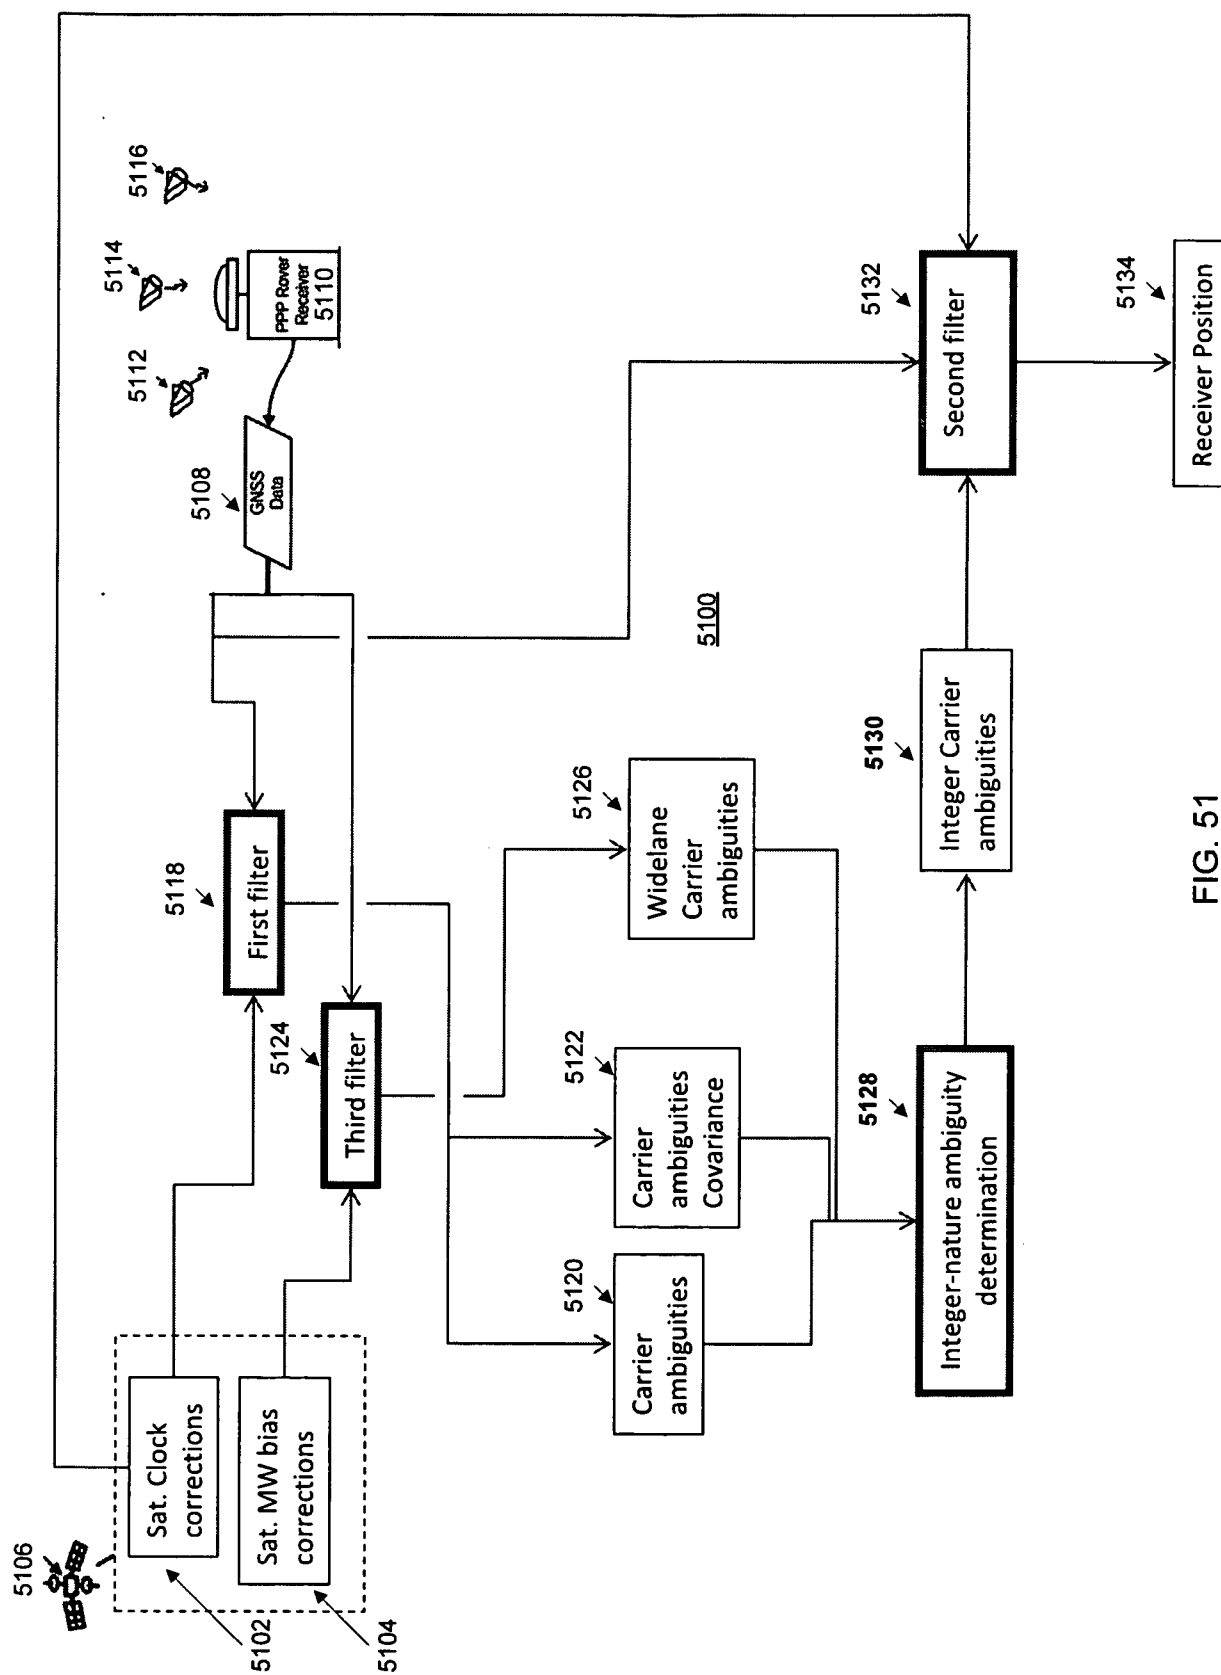 5106
5102
5104
Sat. Clock
corrections
Sat. MW bias
corrections
5118
First filter
5124
Third filter
5108
GNSS
Data
5112
5114
5116
PPP Rover
Receiver
5110
5120
Carrier
ambiguities
5122
Carrier
ambiguities
Covariance
5126
Widelane
Carrier
ambiguities
5100
5128
Integer-nature ambiguity
determination
5130
Integer Carrier
ambiguities
5132
Second filter
5134
Receiver Position
FIG. 51